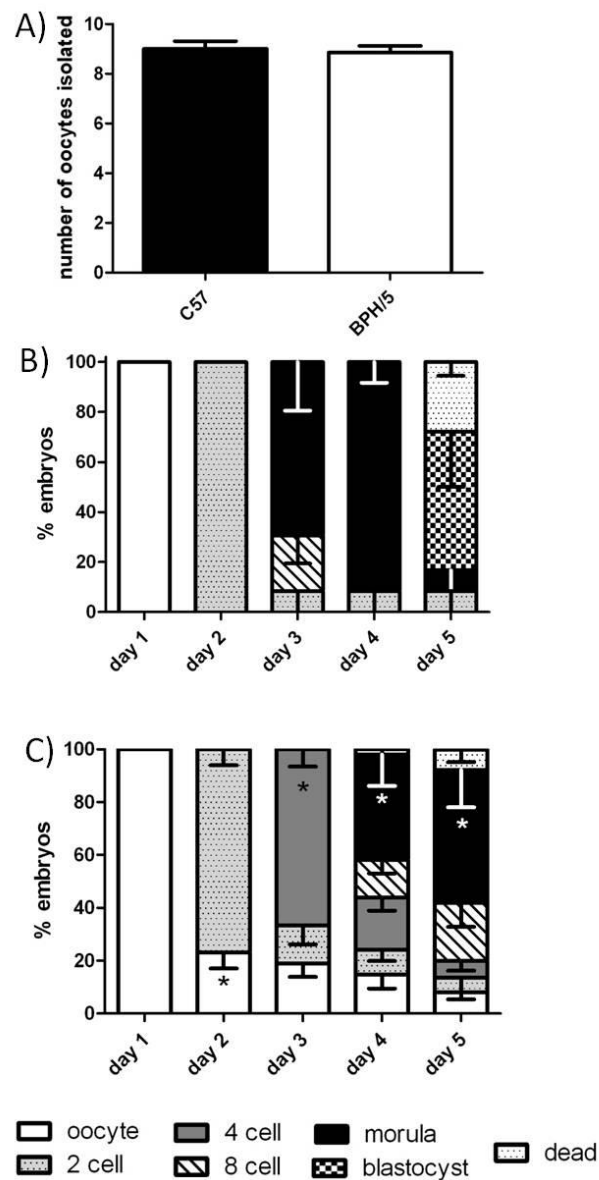 A)
number of oocytes isolated
10
8
6
4
2
0
C57
BPH/5
B)
% embryos
100
80
60
40
20
0
day 1
day 2
day 3
day 4
day 5
C)
% embryos
100
80
60
40
20
0
*
*
*
*
day 1
day 2
day 3
day 4
day 5
oocyte
4 cell
morula
dead
2 cell
8 cell
blastocyst